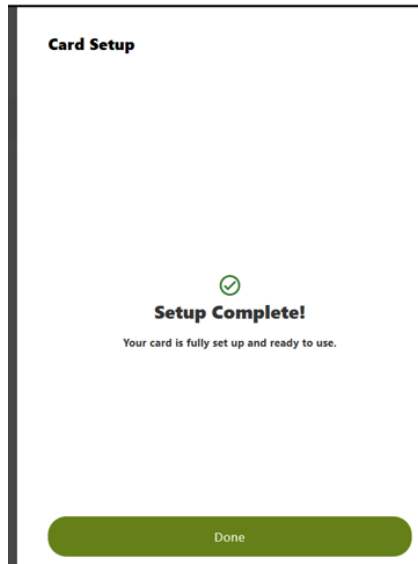 Card Setup
Setup Complete!
Your card is fully set up and ready to use.
Done